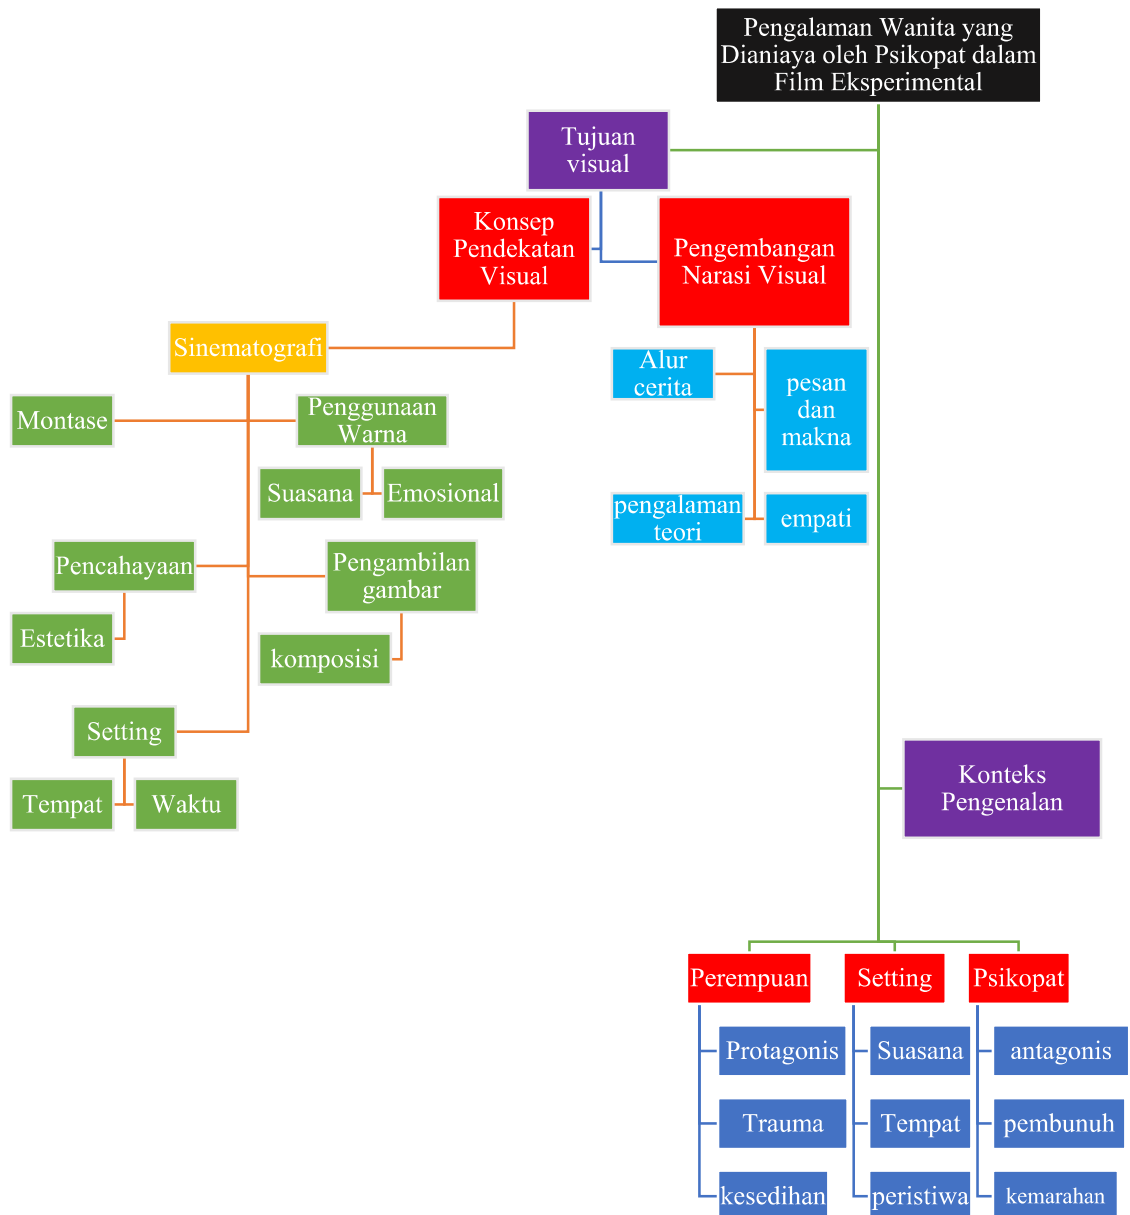 Pengalaman Wanita yang
Dianiaya oleh Psikopat dalam
Film Eksperimental
Tujuan
visual
Konsep
Pendekatan
Visual
Pengembangan
Narasi Visual
Sinematografi
Alur
cerita
pesan
dan
makna
Montase
Penggunaan
Warna
Suasana
Emosional
pengalaman
teori
empati
Pencahayaan
Pengambilan
gambar
Estetika
komposisi
Setting
Tempat
Waktu
Konteks
Pengenalan
Perempuan
Setting
Psikopat
Protagonis
Suasana
antagonis
Trauma
Tempat
pembunuh
kesedihan
peristiwa
kemarahan